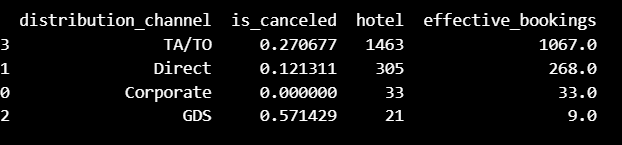 distribution_channel is_canceled hotel effective_bookings
3 TA/TO 0.270677 1463 1067.0
1 Direct 0.121311 305 268.0
0 Corporate 0.000000 33 33.0
2 GDS 0.571429 21 9.0